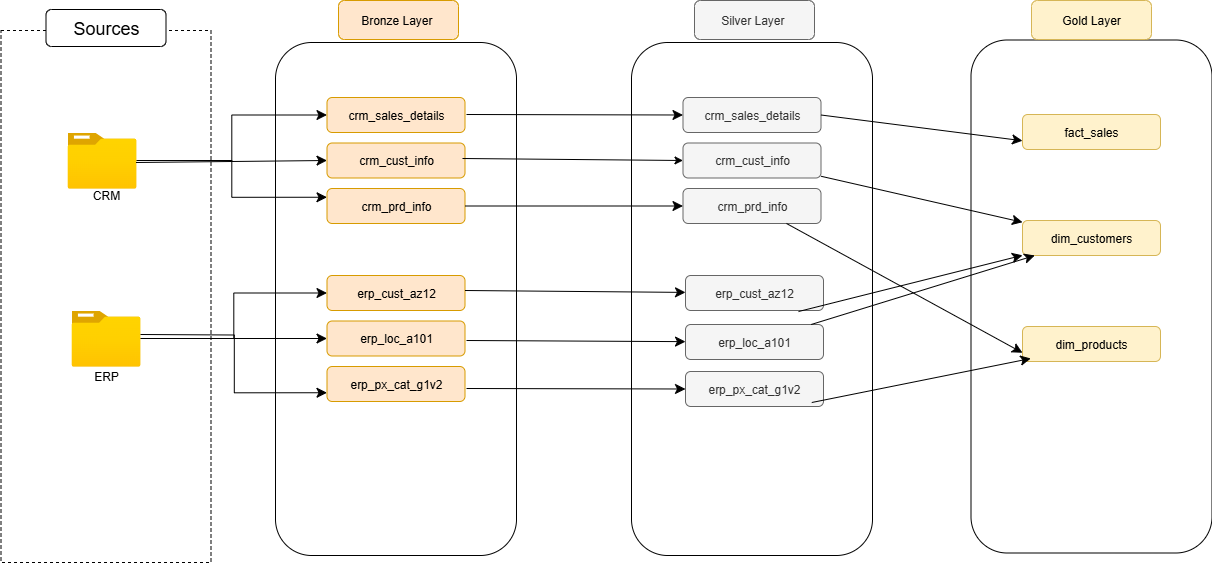 Sources
Bronze Layer
Silver Layer
Gold Layer
CRM
ERP
crm_sales_details
crm_cust_info
crm_prd_info
erp_cust_az12
erp_loc_a101
erp_px_cat_g1v2
crm_sales_details
crm_cust_info
crm_prd_info
erp_cust_az12
erp_loc_a101
erp_px_cat_g1v2
fact_sales
dim_customers
dim_products